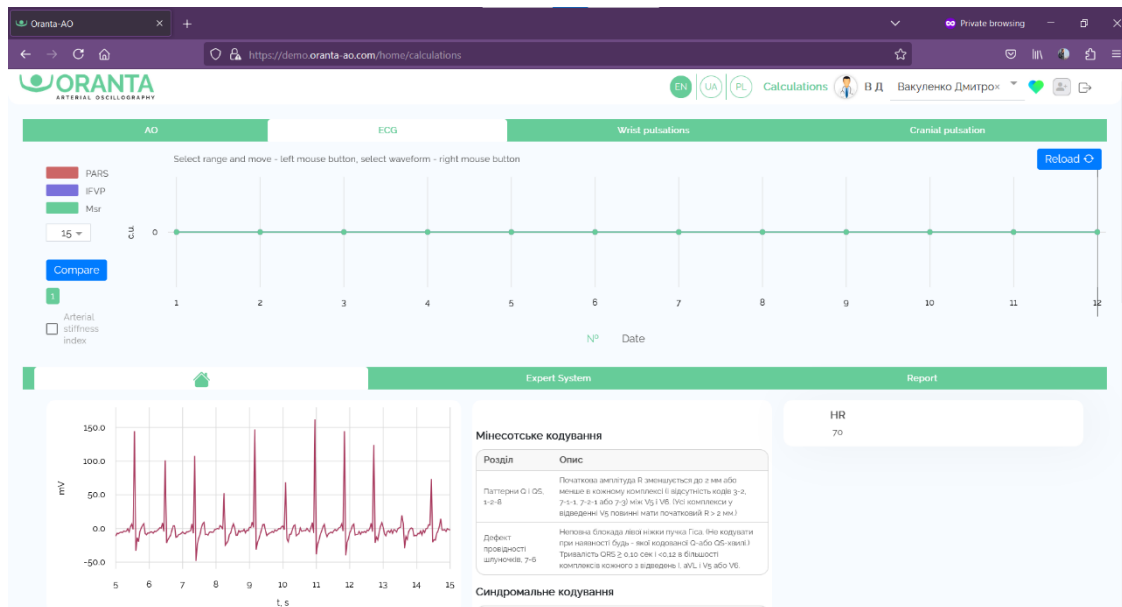 Oranta-AO
Private browsing
https://demo.oranta-ao.com/home/calculations
ORANTA
ARTERIAL OSCILLOGRAPHY
EN UA PL Calculations В Д Вакуленко Дмитро×
AO ECG Wrist pulsations Cranial pulsation
Select range and move - left mouse button, select waveform - right mouse button
Reload
PARS
IFVP
Msr
15
c.u.
0
Compare
1
1 2 3 4 5 6 7 8 9 10 11 12
Arterial
stiffness
index
Nº Date
Expert System Report
150.0
100.0
50.0
0.0
-50.0
mV
5 6 7 8 9 10 11 12 13 14 15
t, s
Мінесотське кодування
Розділ Опис
Паттерни Q і QS,
1-2-8
Початкова амплітуда R зменшується до 2 мм або
менше в кожному комплексі (і відсутність кодів 3-2,
7-1-1, 7-2-1 або 7-3) між V5 і V6. (Усі комплекси у
відведенні V5 повинні мати початковий R > 2 мм.)
Дефект
провідності
шлуночків, 7-6
Неповна блокада лівої ніжки пучка Гіса. (Не кодувати
при наявності будь - якої кодованої Q-або QS-хвилі.)
Тривалість QRS ≥ 0,10 сек і <0,12 в більшості
комплексів кожного з відведень I, aVL, і V5 або V6.
Синдромальне кодування
HR
70